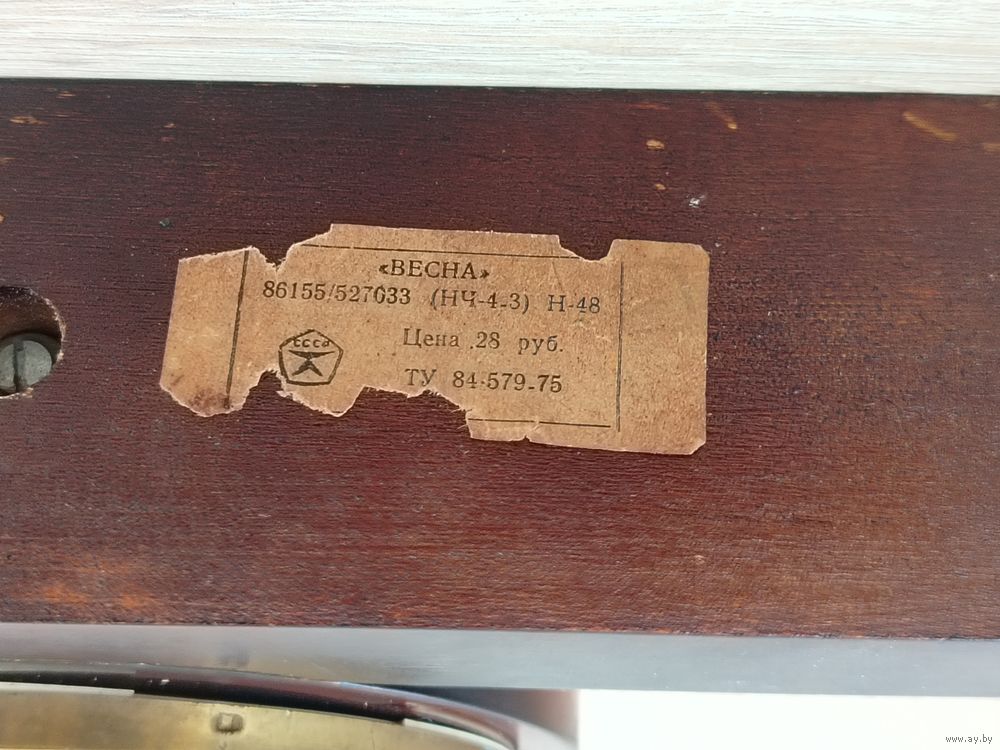 «ВЕСНА»
86155/527033 (НЧ-4-3) Н-48
Цена 28 руб.
СССР
ТУ 84-579-75
www.ay.by